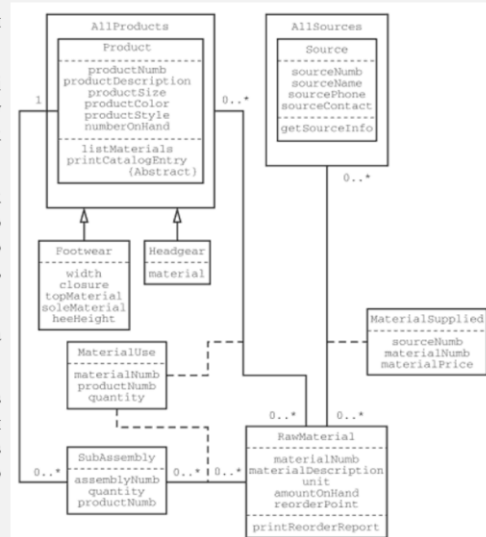 AllProducts
Product
productNumb
productDescription
productSize
productColor
productStyle
numberOnHand
listMaterials
printCatalogEntry
{Abstract}
AllSources
Source
sourceNumb
sourceName
sourcePhone
sourceContact
getSourceInfo
1
0..*
0..*
Footwear
width
closure
topMaterial
soleMaterial
heeHeight
Headgear
material
MaterialSupplied
sourceNumb
materialNumb
materialPrice
MaterialUse
materialNumb
productNumb
quantity
0..*
0..*
SubAssembly
assemblyNumb
quantity
productNumb
0..*
0..*
0..*
RawMaterial
materialNumb
materialDescription
unit
amountOnHand
reorderPoint
printReorderReport